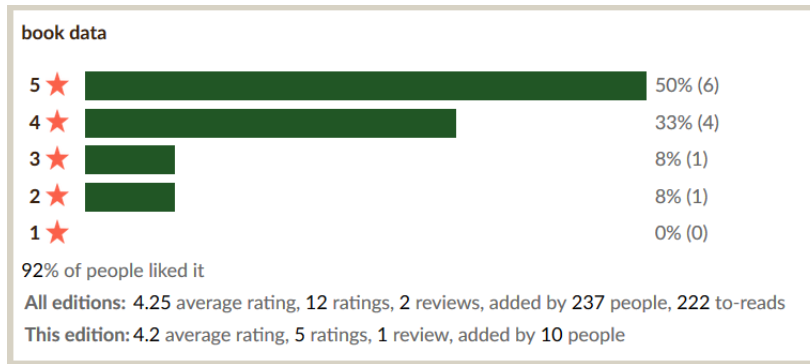 book data
5 ★ 50% (6)
4 ★ 33% (4)
3 ★ 8% (1)
2 ★ 8% (1)
1 ★ 0% (0)
92% of people liked it
All editions: 4.25 average rating, 12 ratings, 2 reviews, added by 237 people, 222 to-reads
This edition: 4.2 average rating, 5 ratings, 1 review, added by 10 people